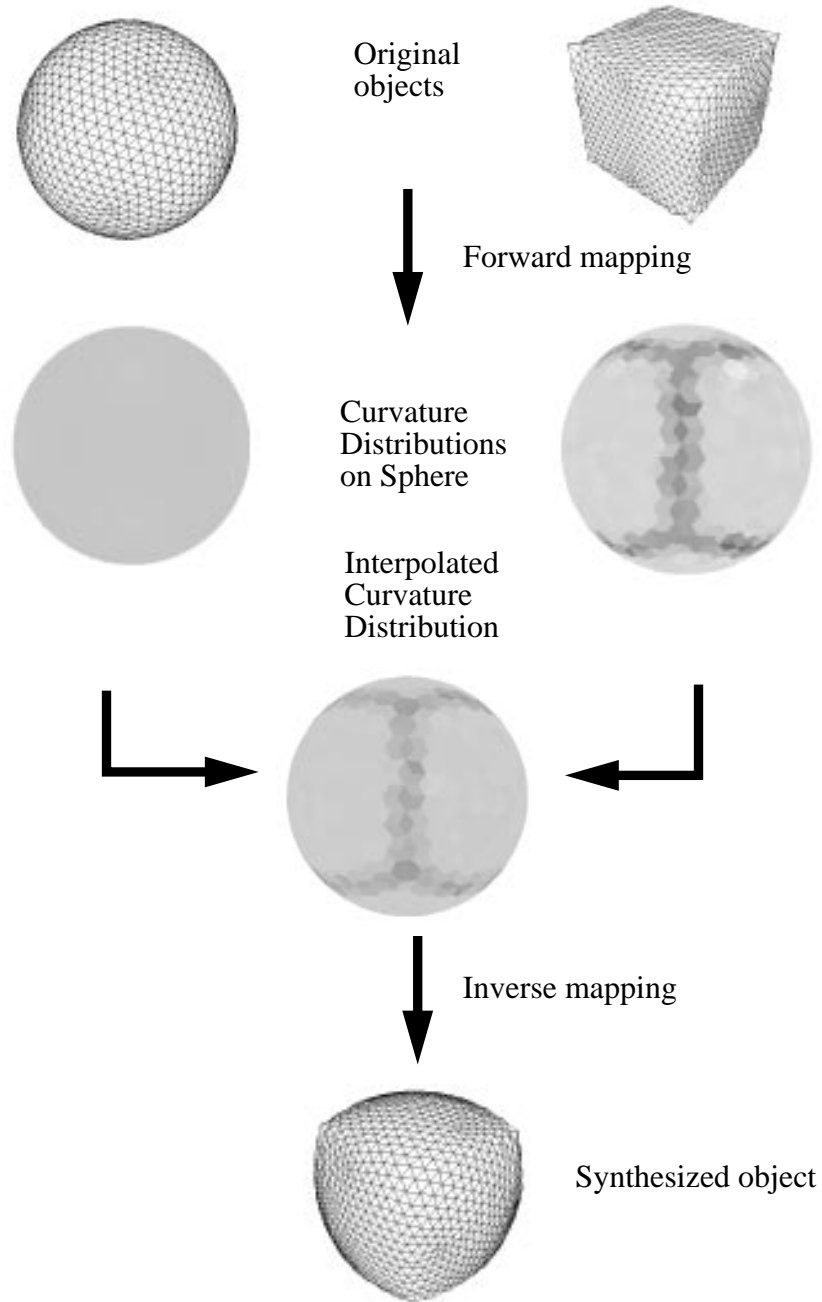 Original
objects
Forward mapping
Curvature
Distributions
on Sphere
Interpolated
Curvature
Distribution
Inverse mapping
Synthesized object